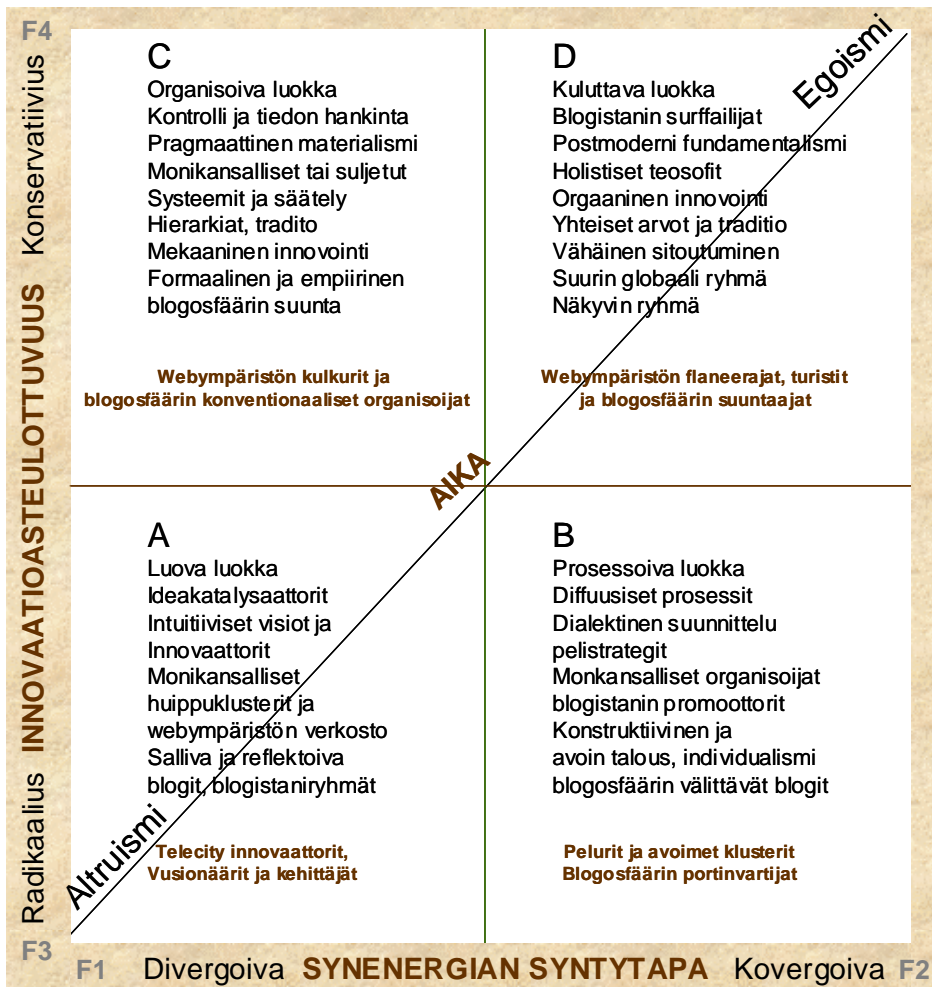 F4
Konservatiivius
INNOVAATIOASTEULOTTUVUUS
Radikaalius
F3
C
Organisoiva luokka
Kontrolli ja tiedon hankinta
Pragmaattinen materialismi
Monikansalliset tai suljetut
Systeemit ja säätely
Hierarkiat, tradito
Mekaaninen innovointi
Formaalinen ja empiirinen
blogosfäärin suunta
Webympäristön kulkurit ja
blogosfäärin konventionaaliset organisoijat
D
Kuluttava luokka
Blogistanin surffailijat
Postmoderni fundamentalismi
Holistiset teosofit
Orgaaninen innovointi
Yhteiset arvot ja traditio
Vähäinen sitoutuminen
Suurin globaali ryhmä
Näkyvin ryhmä
Webympäristön flaneerajat, turistit
ja blogosfäärin suuntaajat
Egoismi
AIKA
Altruismi
A
Luova luokka
Ideakatalysaattorit
Intuitiiviset visiot ja
Innovaattorit
Monikansalliset
huippuklusterit ja
webympäristön verkosto
Salliva ja reflektoiva
blogit, blogistaniryhmät
Telecity innovaattorit,
Vusionäärit ja kehittäjät
B
Prosessoiva luokka
Diffuusiset prosessit
Dialektinen suunnittelu
pelistrategit
Monkansalliset organisoijat
blogistanin promoottorit
Konstruktiivinen ja
avoin talous, individualismi
blogosfäärin välittävät blogit
Pelurit ja avoimet klusterit
Blogosfäärin portinvartijat
F1 Divergoiva SYNENERGIAN SYNTYTAPA Kovergoiva F2